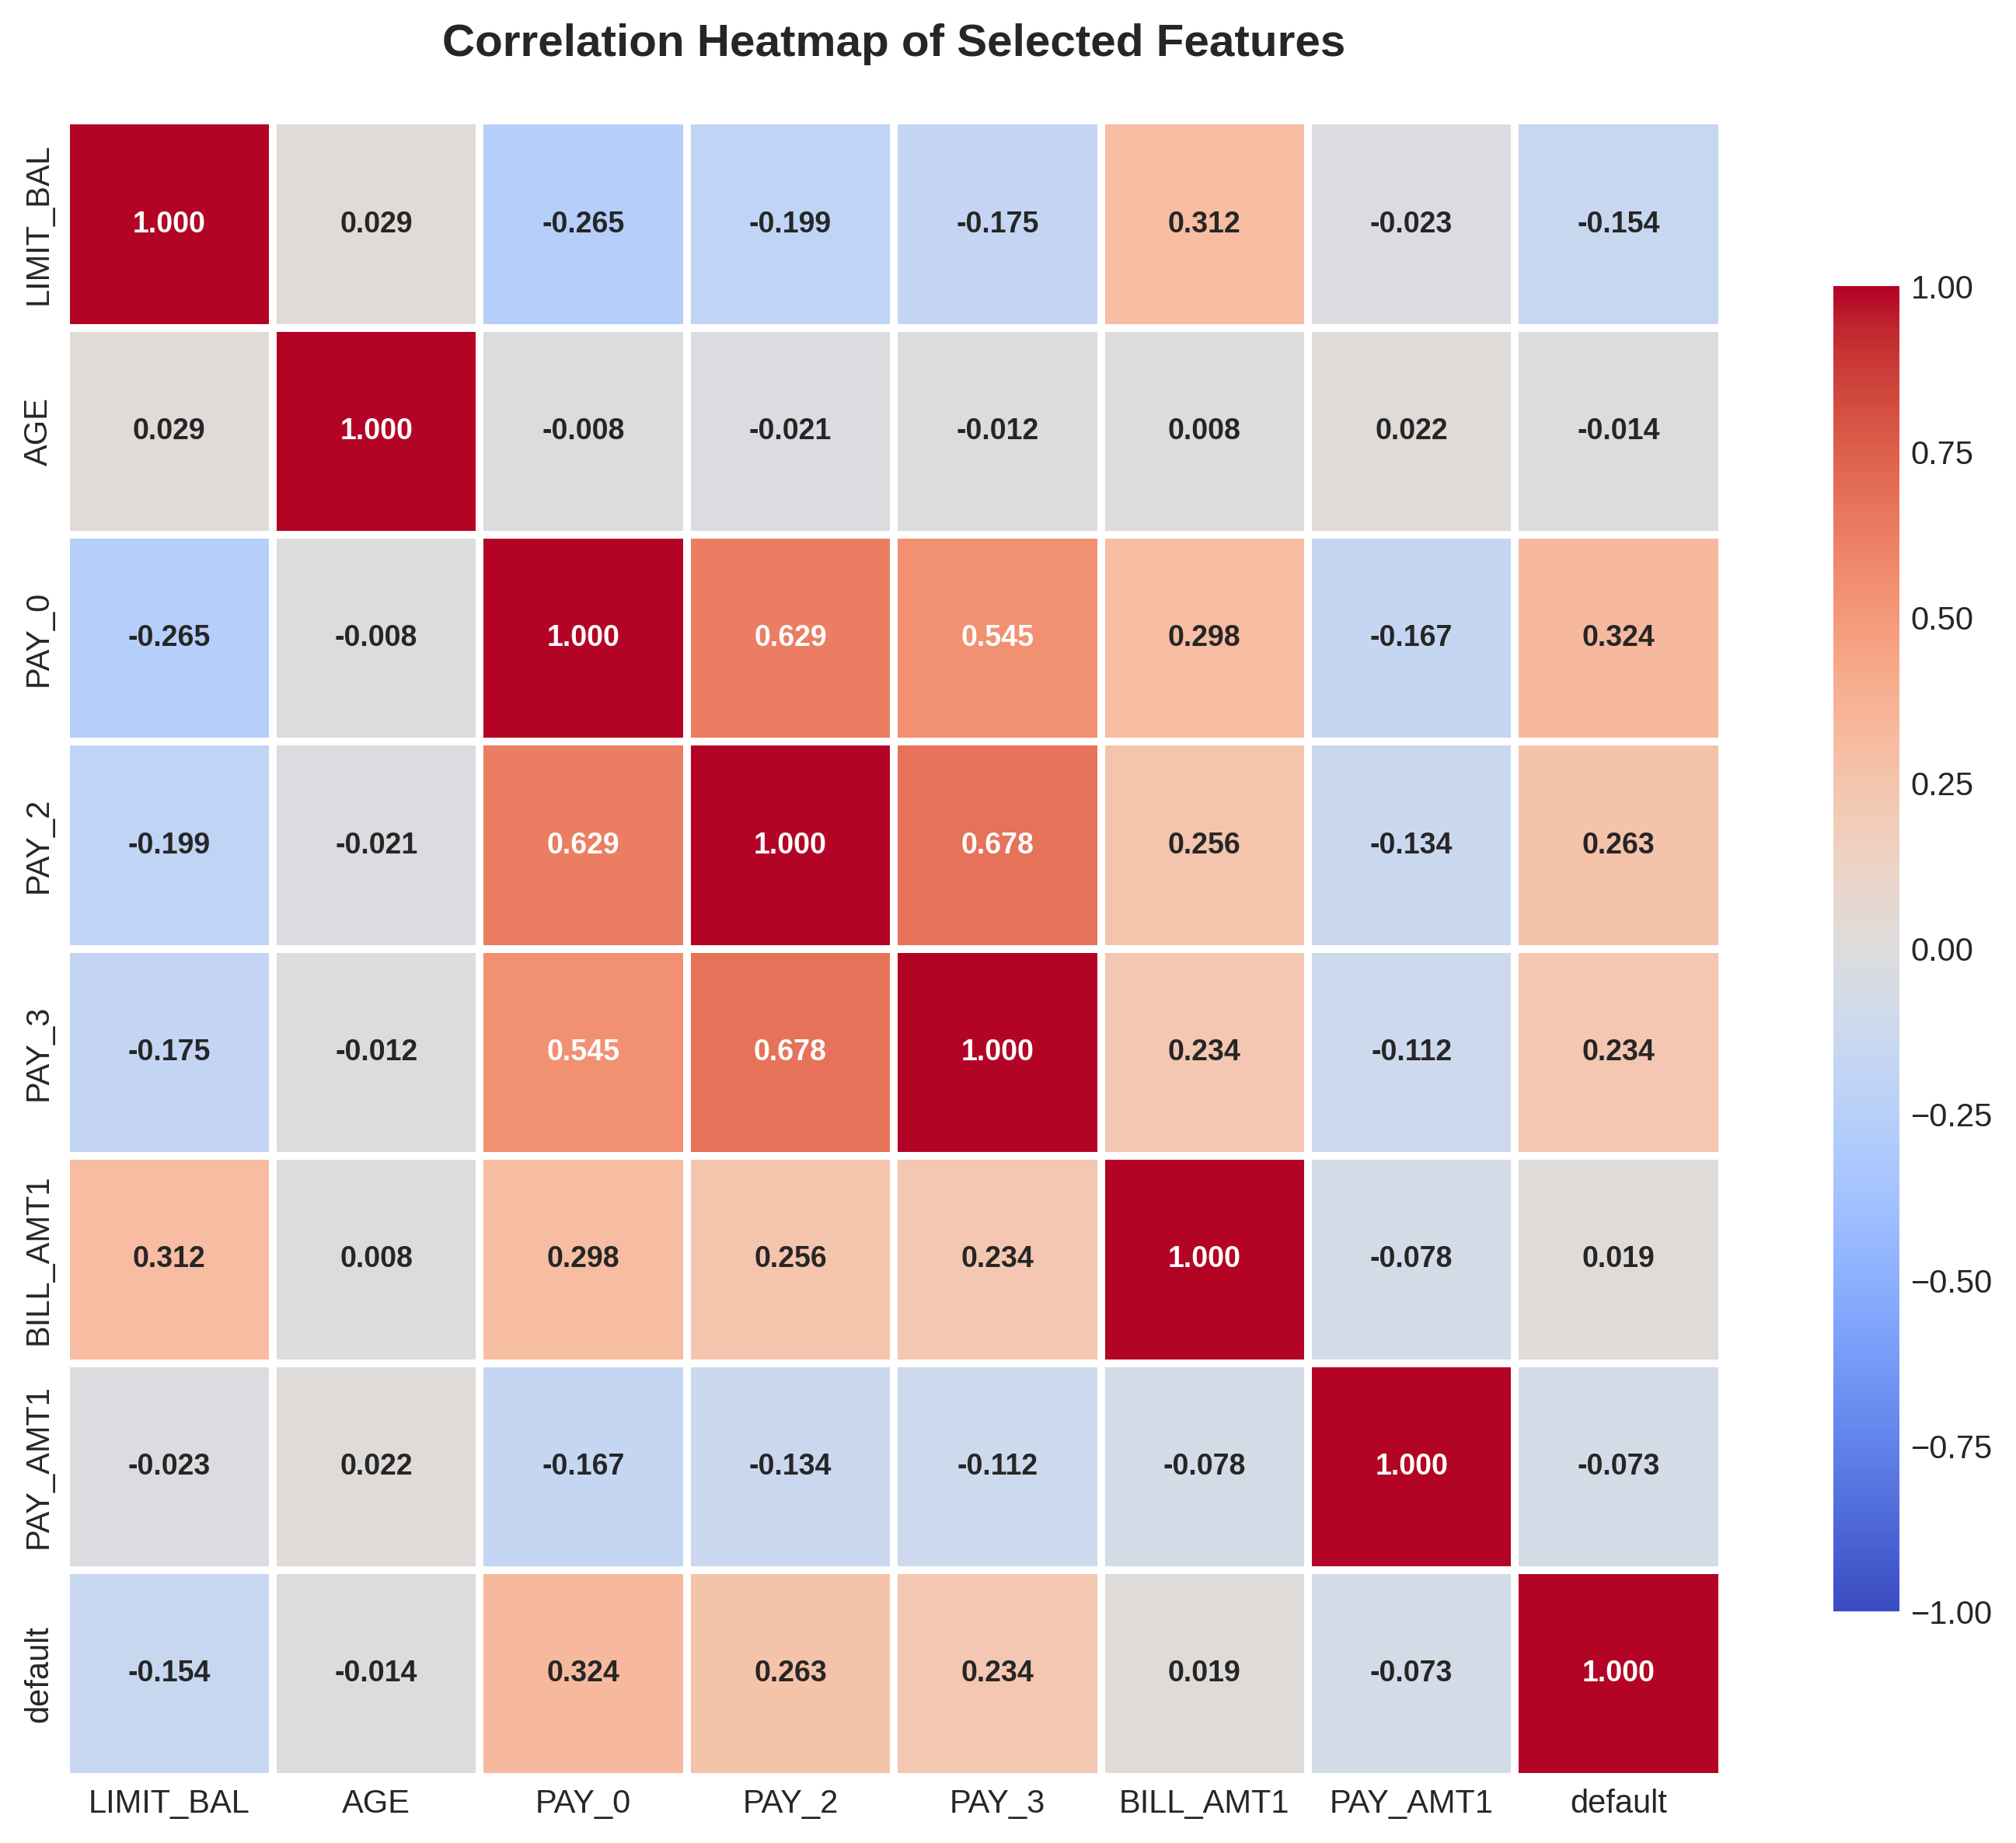 Correlation Heatmap of Selected Features
LIMIT_BAL 1.000 0.029 -0.265 -0.199 -0.175 0.312 -0.023 -0.154
AGE 0.029 1.000 -0.008 -0.021 -0.012 0.008 0.022 -0.014
PAY_0 -0.265 -0.008 1.000 0.629 0.545 0.298 -0.167 0.324
PAY_2 -0.199 -0.021 0.629 1.000 0.678 0.256 -0.134 0.263
PAY_3 -0.175 -0.012 0.545 0.678 1.000 0.234 -0.112 0.234
BILL_AMT1 0.312 0.008 0.298 0.256 0.234 1.000 -0.078 0.019
PAY_AMT1 -0.023 0.022 -0.167 -0.134 -0.112 -0.078 1.000 -0.073
default -0.154 -0.014 0.324 0.263 0.234 0.019 -0.073 1.000
LIMIT_BAL AGE PAY_0 PAY_2 PAY_3 BILL_AMT1 PAY_AMT1 default
1.00
0.75
0.50
0.25
0.00
−0.25
−0.50
−0.75
−1.00